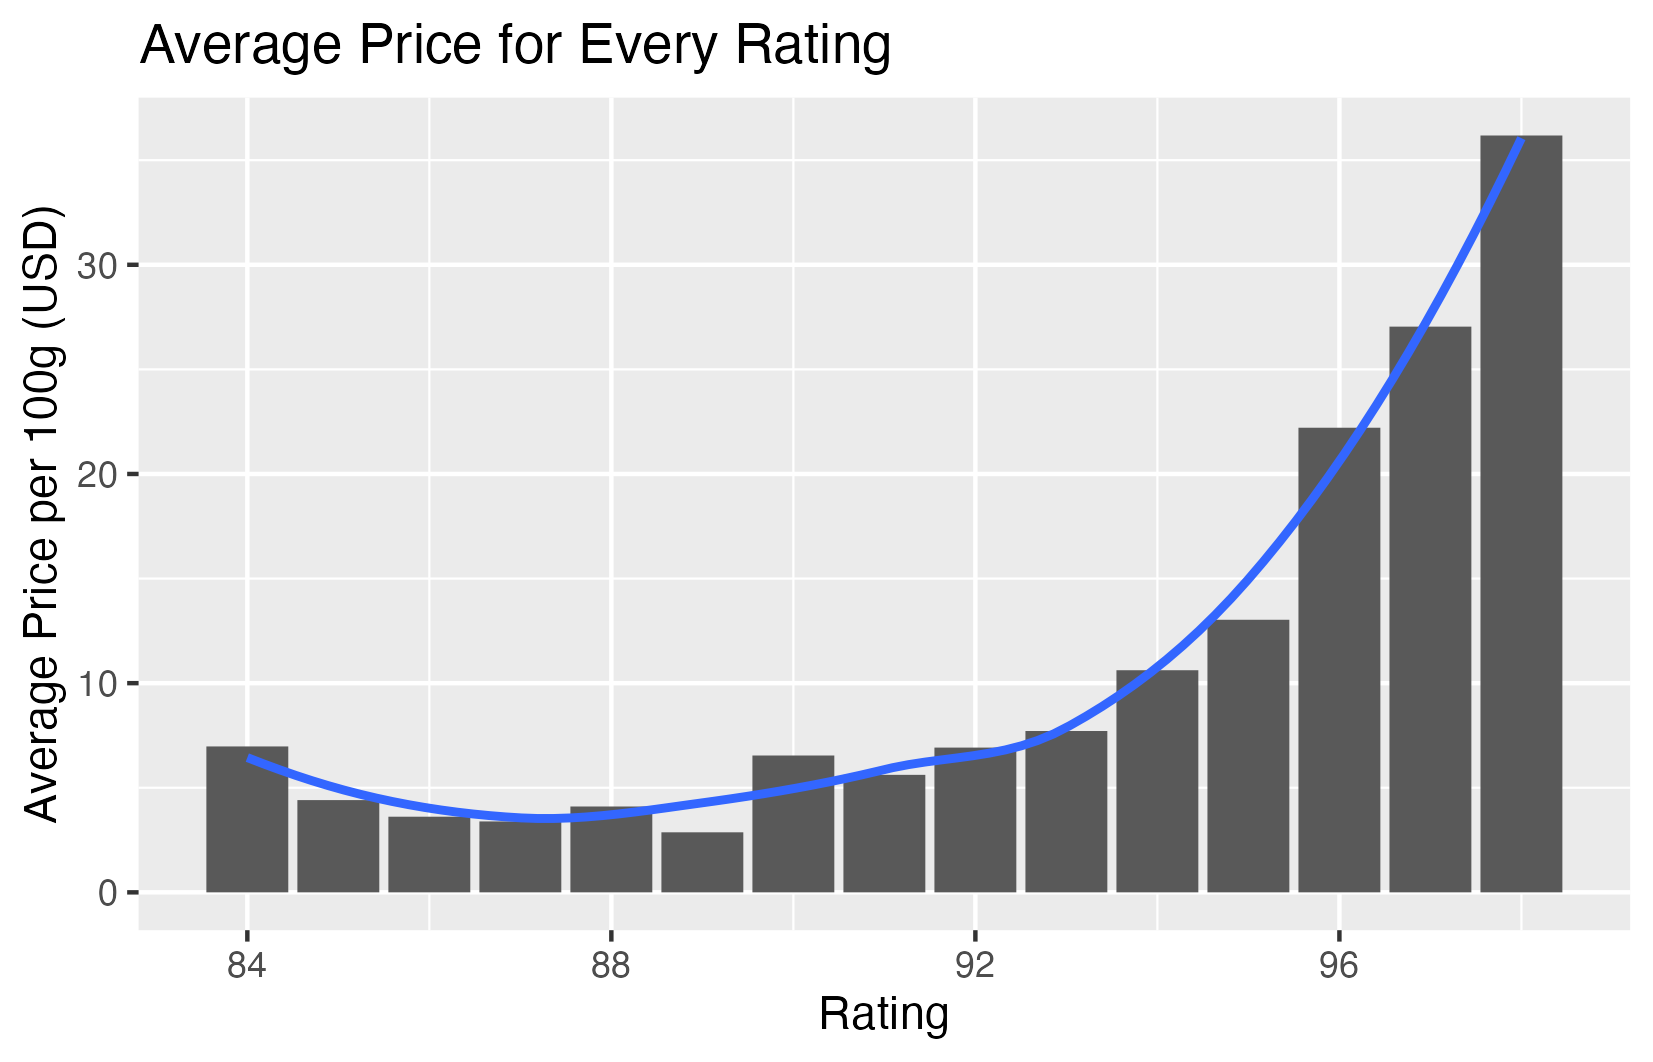 Average Price for Every Rating
Average Price per 100g (USD)
30
20
10
0
84 88 92 96
Rating